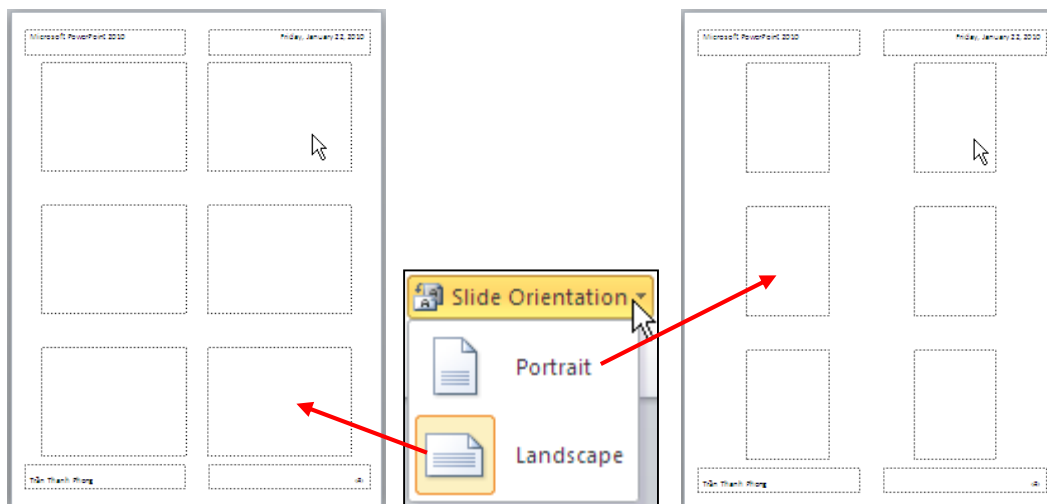 Microsoft PowerPoint 2010
Friday, January 22, 2010
Trần Thanh Phong
Slide Orientation
Portrait
Landscape
Microsoft PowerPoint 2010
Friday, January 22, 2010
Trần Thanh Phong